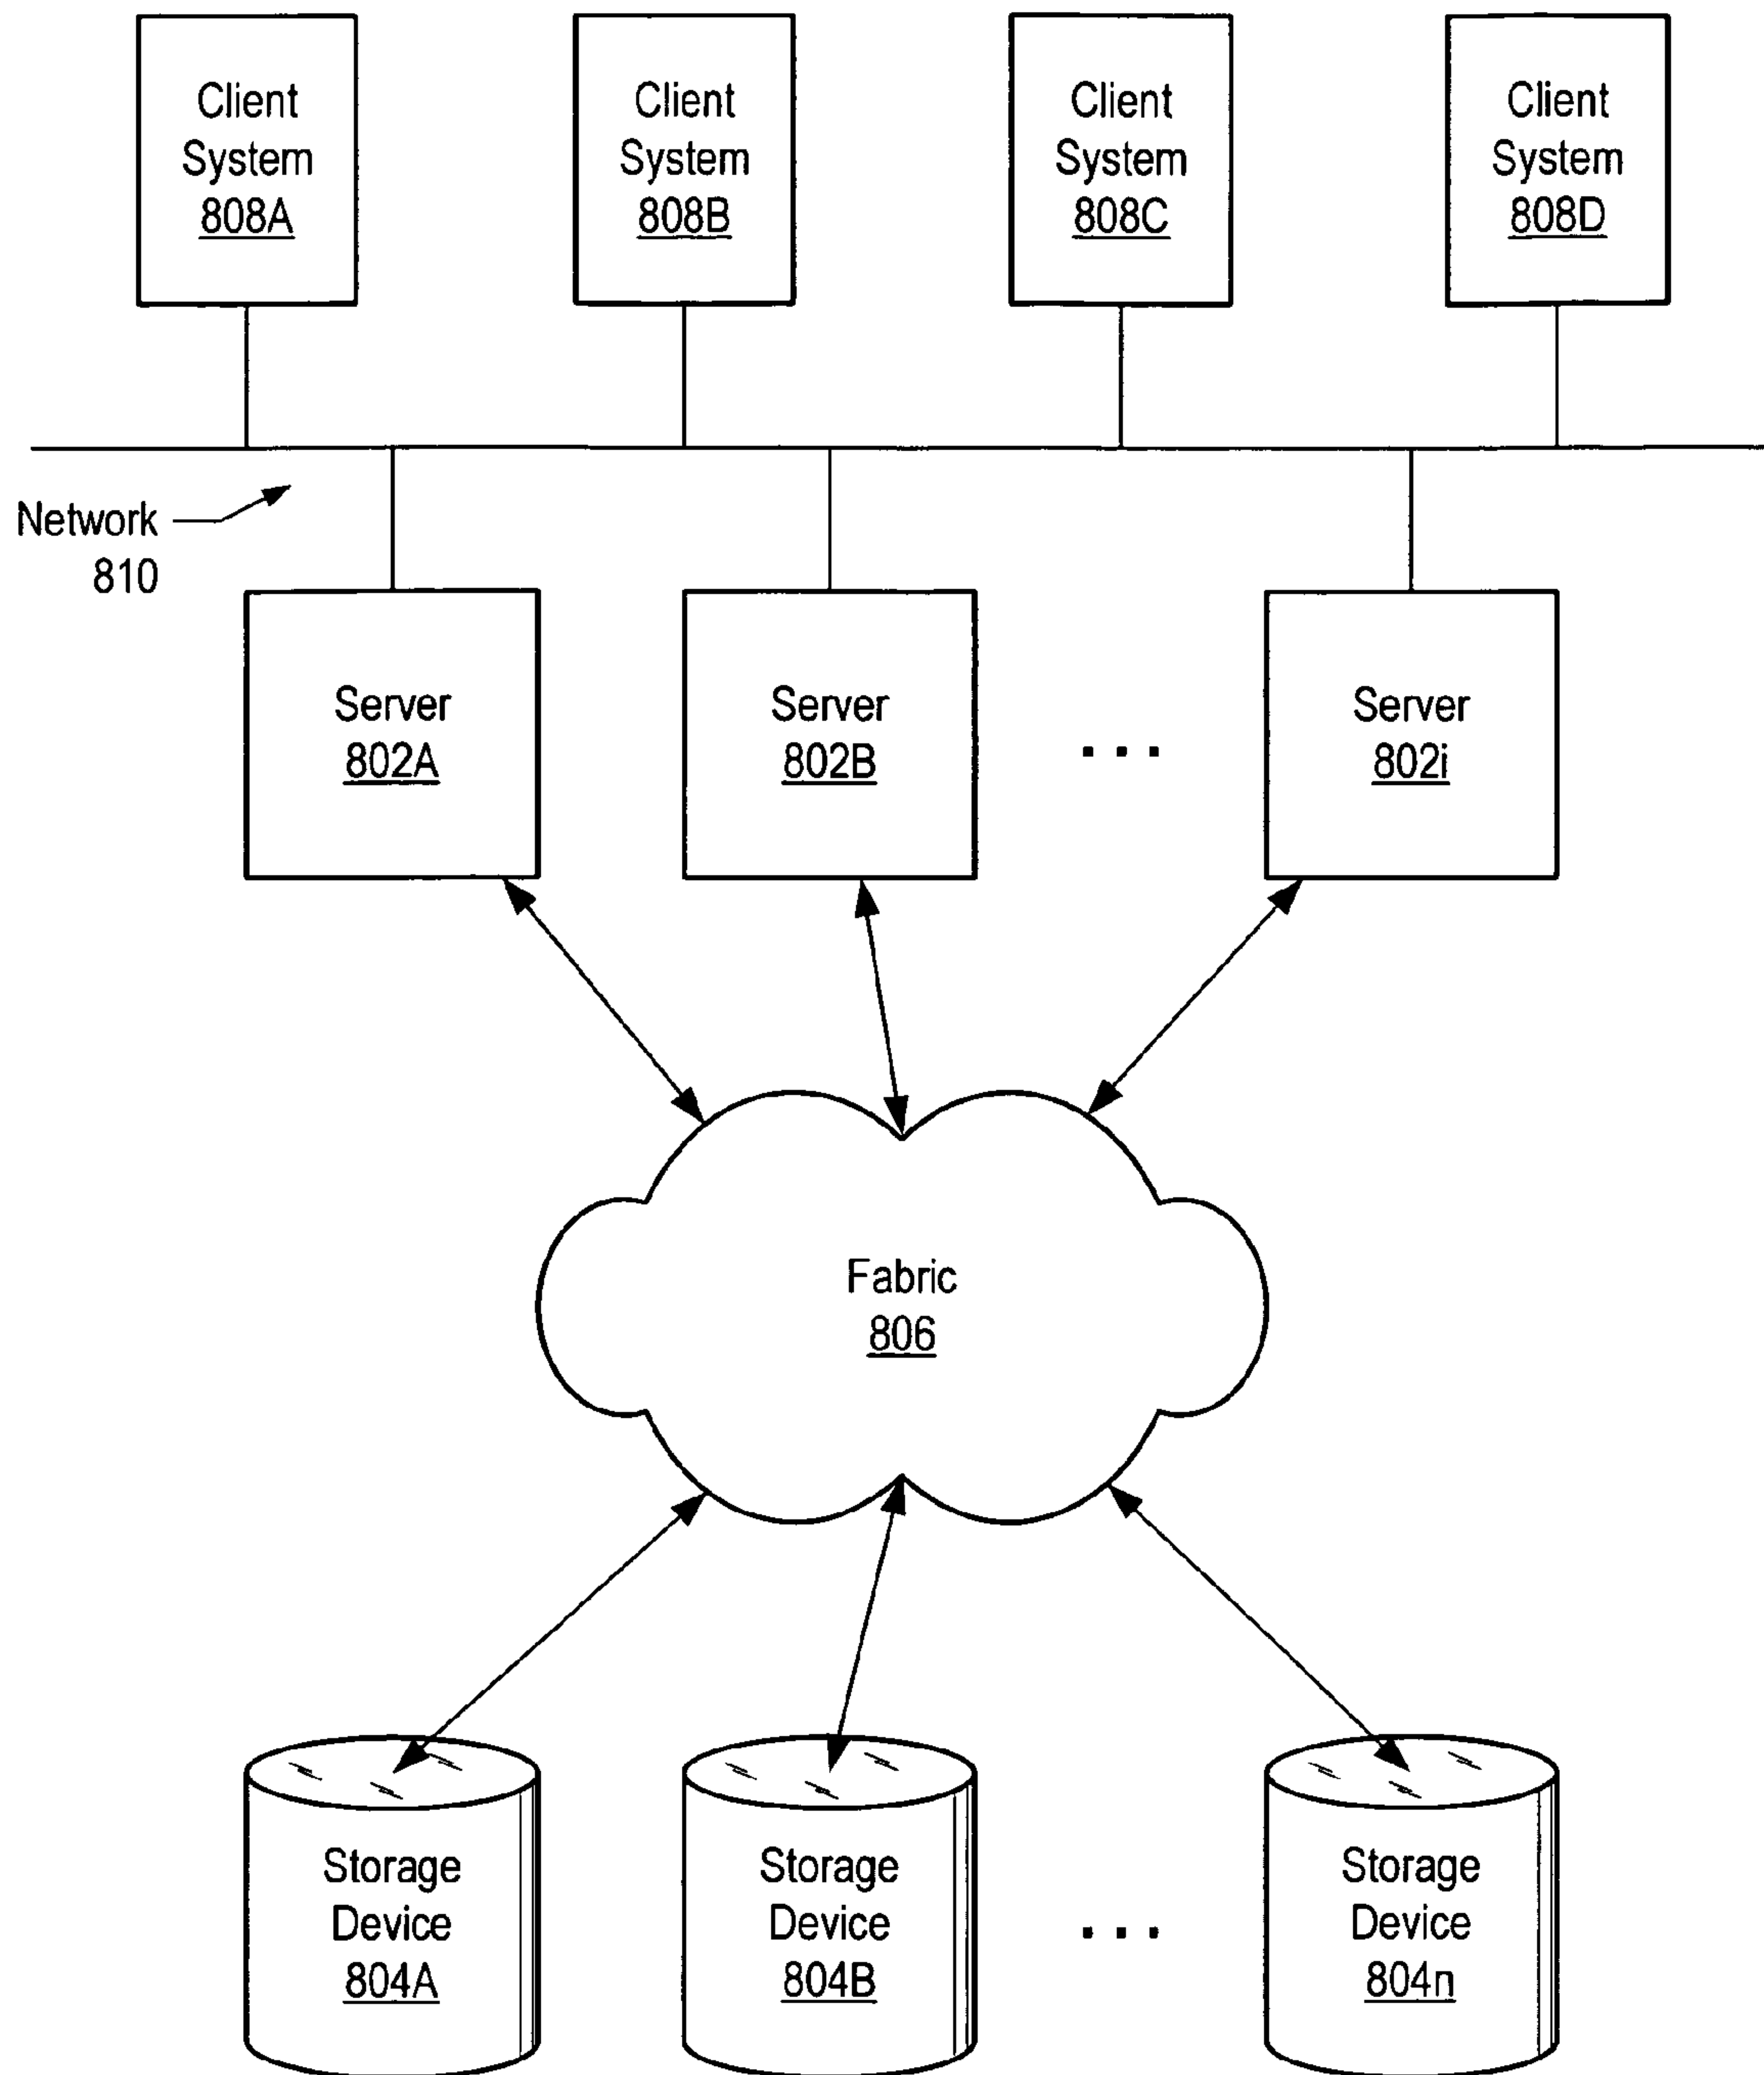 Client
System
808A
Client
System
808B
Client
System
808C
Client
System
808D
Network
810
Server
802A
Server
802B
. . .
Server
802i
Fabric
806
Storage
Device
804A
Storage
Device
804B
. . .
Storage
Device
804n